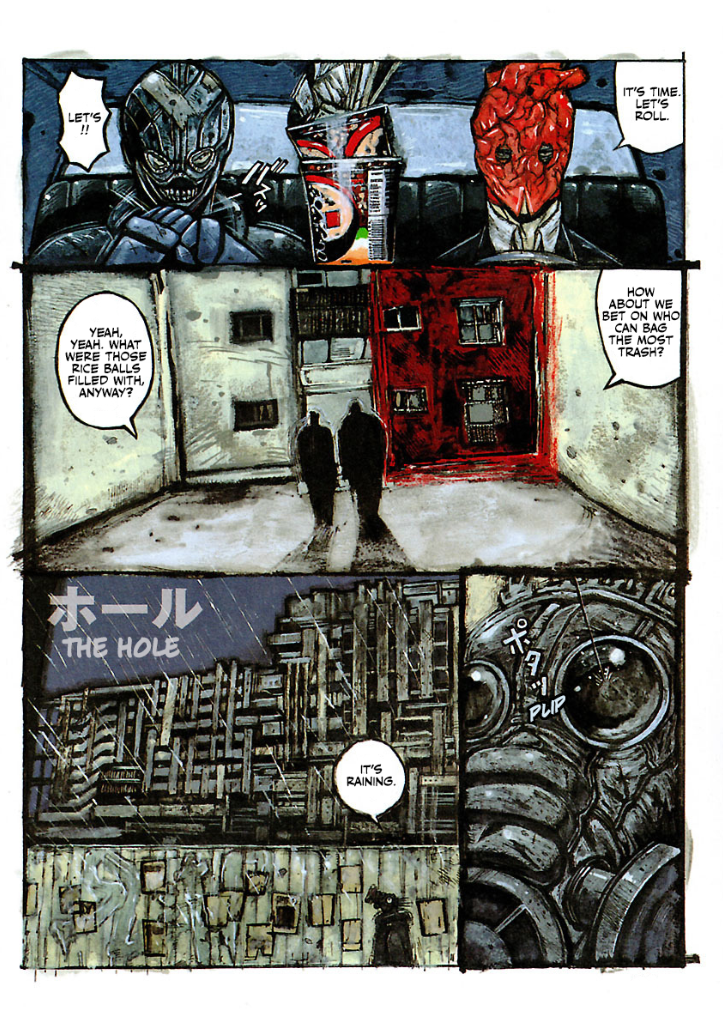 IT'S TIME.
LET'S
ROLL.
LET'S
!!
HOW
ABOUT WE
BET ON WHO
CAN BAG
THE MOST
TRASH?
YEAH,
YEAH. WHAT
WERE THOSE
RICE BALLS
FILLED WITH,
ANYWAY?
ホール
THE HOLE
IT'S
RAINING.
ポタッ
PLIP